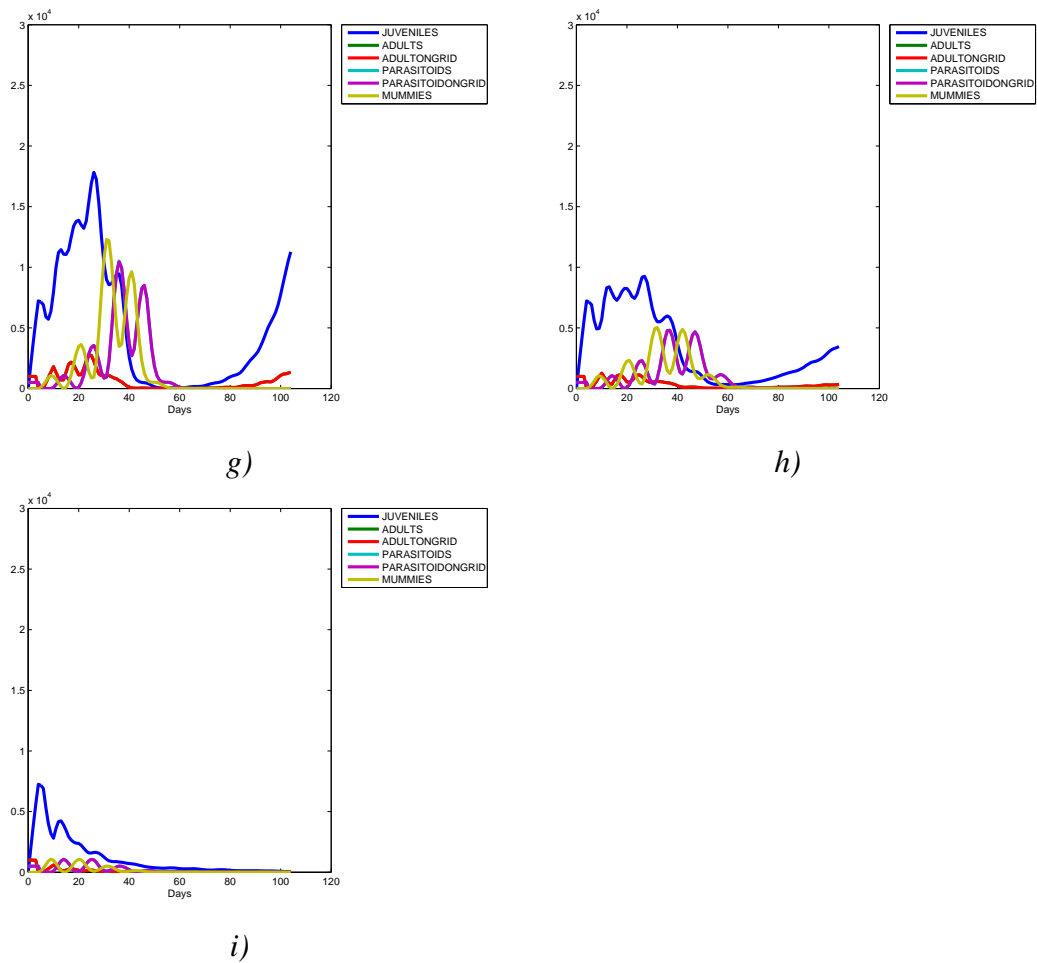 x 10^4
3
2.5
2
1.5
1
0.5
0
0 20 40 60 80 100 120
Days
JUVENILES
ADULTS
ADULTONGRID
PARASITOIDS
PARASITOIDONGRID
MUMMIES
g)
x 10^4
3
2.5
2
1.5
1
0.5
0
0 20 40 60 80 100 120
Days
JUVENILES
ADULTS
ADULTONGRID
PARASITOIDS
PARASITOIDONGRID
MUMMIES
h)
x 10^4
3
2.5
2
1.5
1
0.5
0
0 20 40 60 80 100 120
Days
JUVENILES
ADULTS
ADULTONGRID
PARASITOIDS
PARASITOIDONGRID
MUMMIES
i)